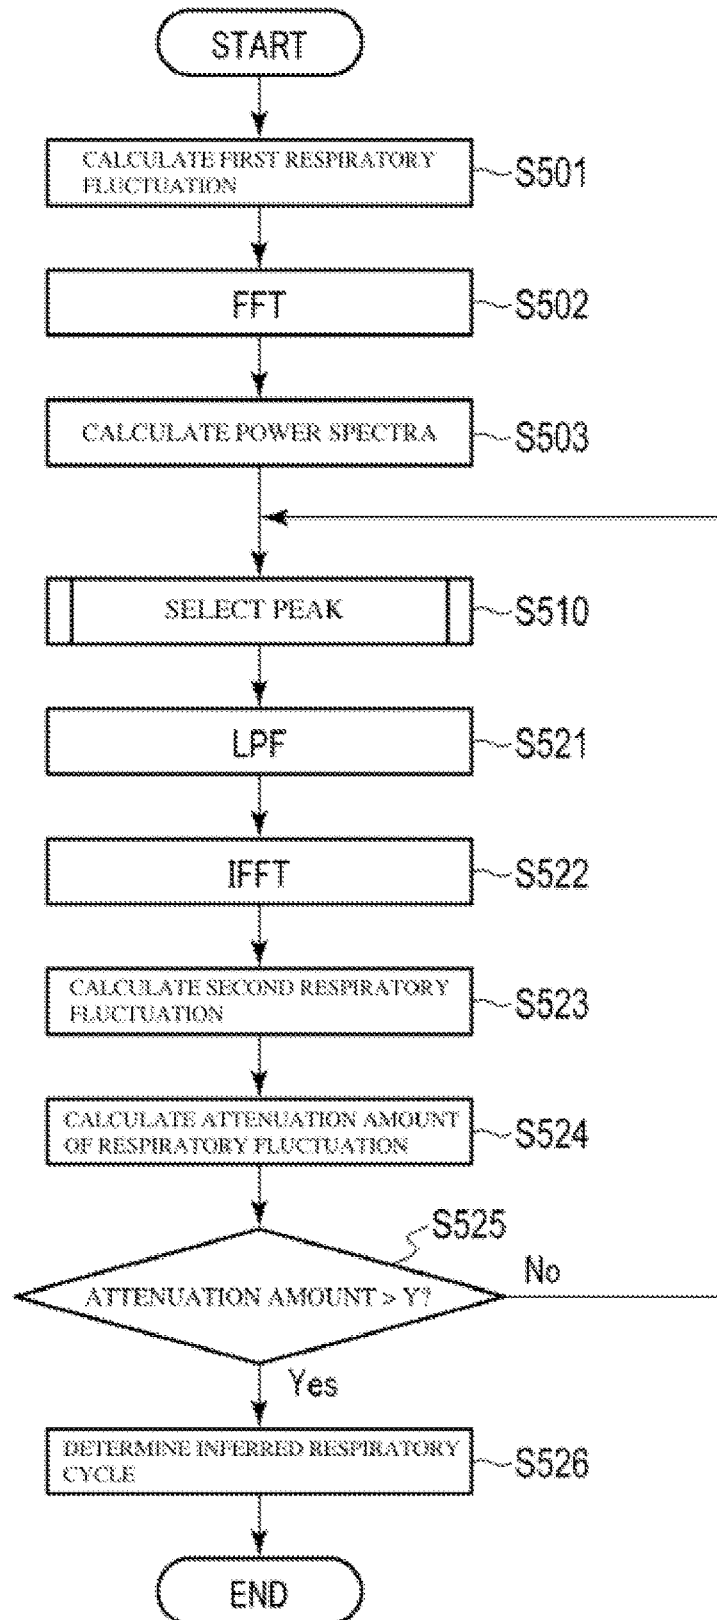 START
CALCULATE FIRST RESPIRATORY
FLUCTUATION
S501
FFT
S502
CALCULATE POWER SPECTRA
S503
SELECT PEAK
S510
LPF
S521
IFFT
S522
CALCULATE SECOND RESPIRATORY
FLUCTUATION
S523
CALCULATE ATTENUATION AMOUNT
OF RESPIRATORY FLUCTUATION
S524
S525
ATTENUATION AMOUNT > Y?
No
Yes
DETERMINE INFERRED RESPIRATORY
CYCLE
S526
END